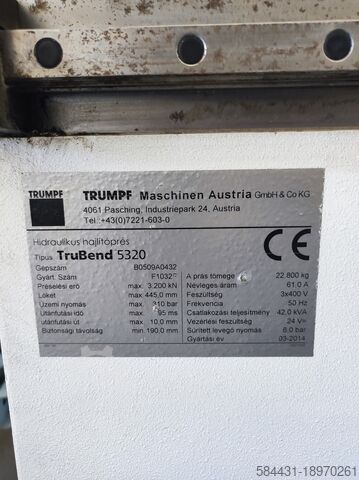 TRUMPF
TRUMPF Maschinen Austria GmbH & Co KG
4061 Pasching, Industriepark 24, Austria
Tel.:+43(0)7221-603-0
Hidraulikus hajlítóprés
Típus TruBend 5320
CE
Gépszám B0509A0432
Gyárt. Szám
Préselési erő max. 3.200 kN
Löket max. 445,0 mm
Üzemi nyomás max. bar
Utánfutási idő max. 95 ms
utánfutási út max. 10,0 mm
Biztonsági távolság min. 190,0 mm
A prés tömege 22.800 kg
Névleges áram 61,0 A
Feszültség 3x400 V
Frekvencia 50 Hz
Csatlakozási teljesítmény 42,0 kVA
Vezérlési feszültség 24 V
Sűrített levegő nyomás 6,0 bar
Gyártási év 03-2014
584431-18970261